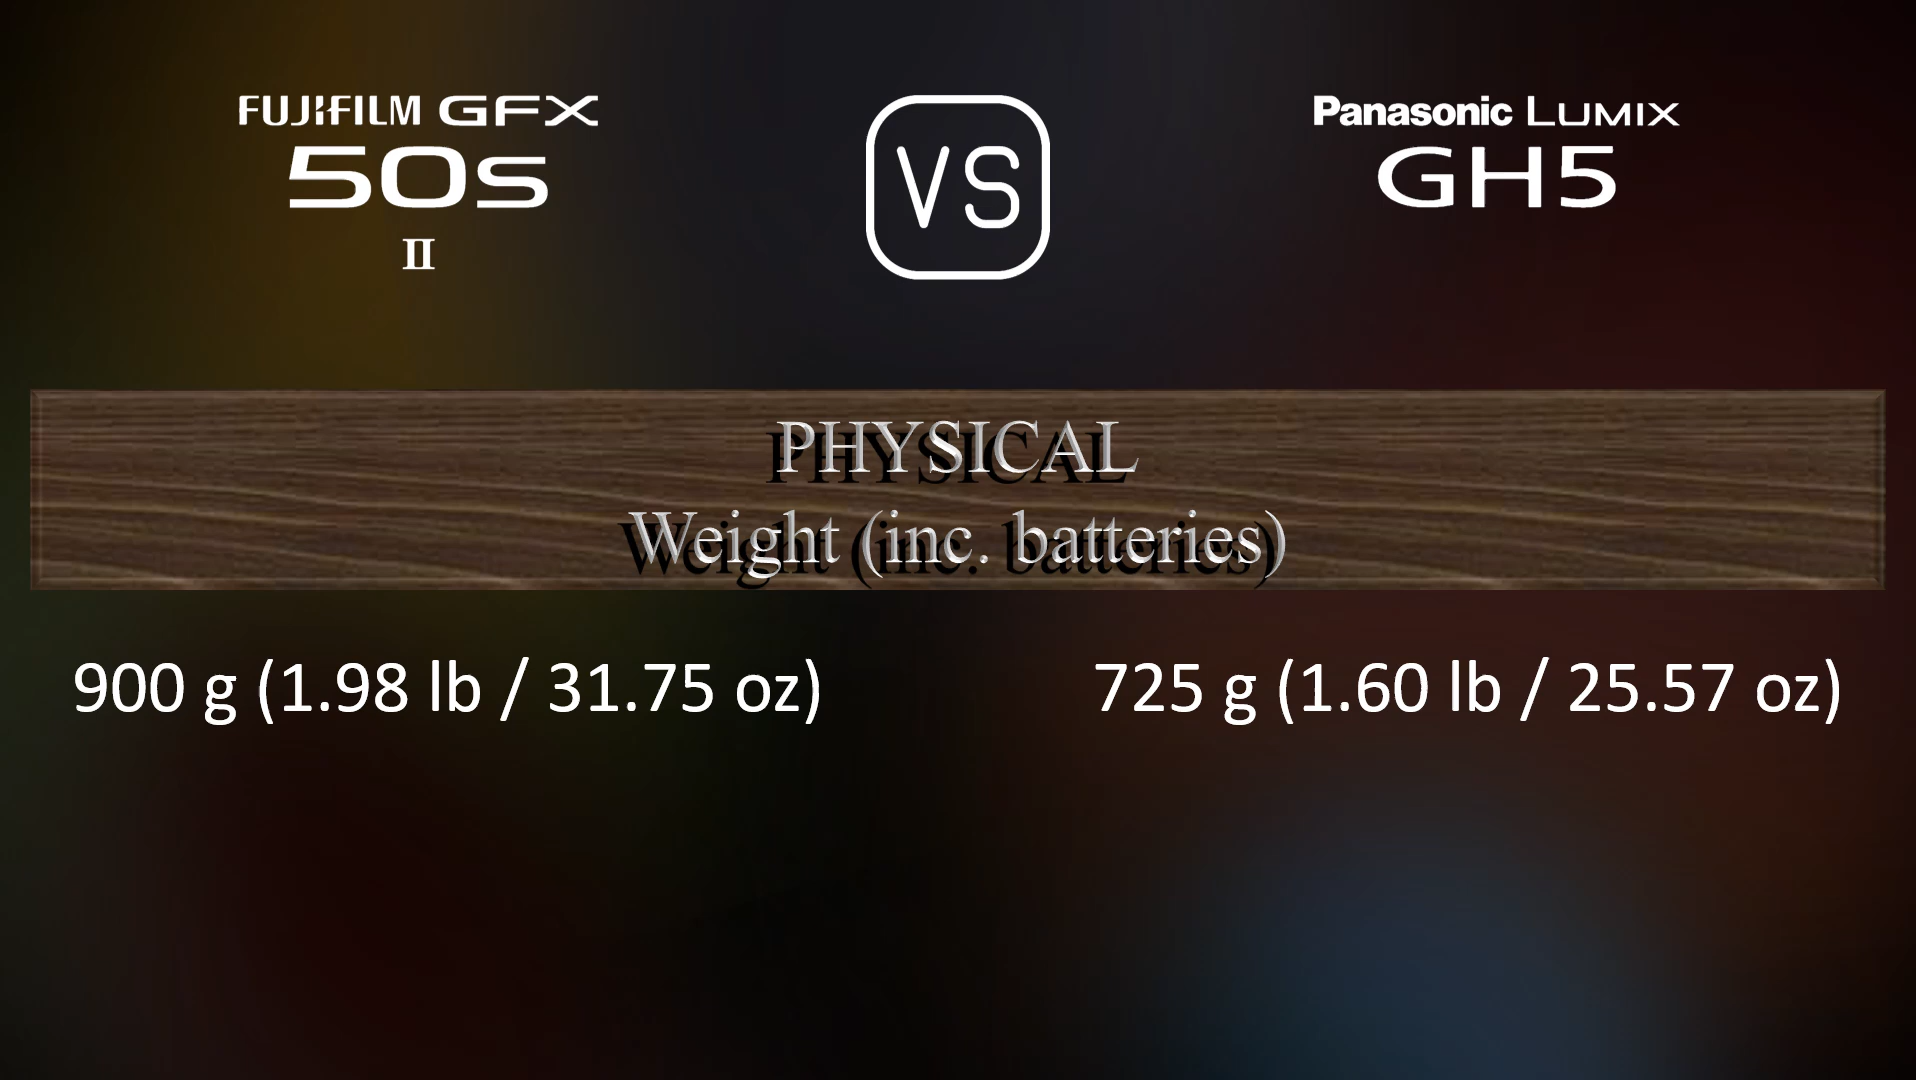 FUJIFILM GFX
50S
II
VS
Panasonic LUMIX
GH5
PHYSICAL
Weight (inc. batteries)
900 g (1.98 lb / 31.75 oz)
725 g (1.60 lb / 25.57 oz)